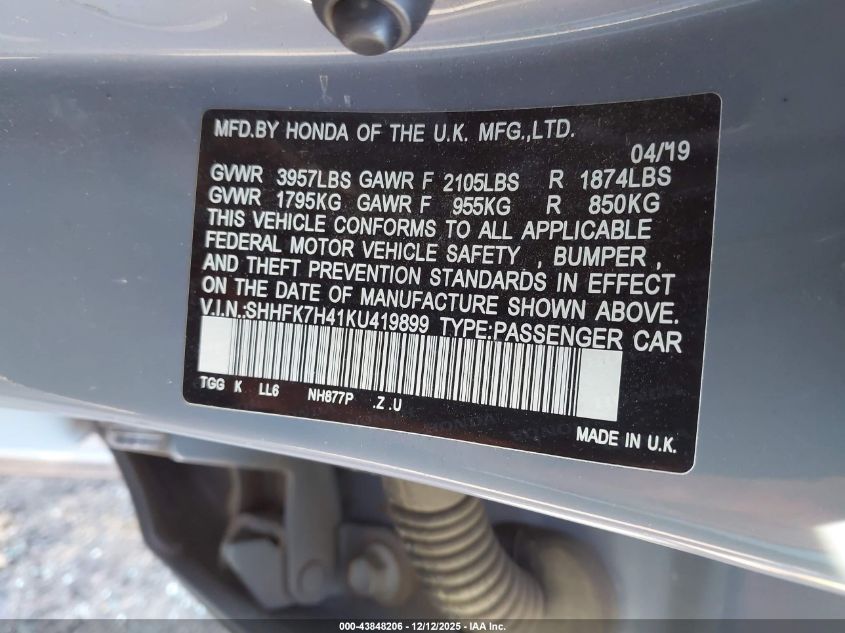 MFD.BY HONDA OF THE U.K. MFG.,LTD.
04/19
GVWR 3957LBS GAWR F 2105LBS R 1874LBS
GVWR 1795KG GAWR F 955KG R 850KG
THIS VEHICLE CONFORMS TO ALL APPLICABLE
FEDERAL MOTOR VEHICLE SAFETY , BUMPER ,
AND THEFT PREVENTION STANDARDS IN EFFECT
ON THE DATE OF MANUFACTURE SHOWN ABOVE.
V.I.N.:SHHFK7H41KU419899 TYPE:PASSENGER CAR
TGG K LL6 NH877P .Z .U
HONDA
MADE IN U.K.
000-43848206 - 12/12/2025 - IAA Inc.